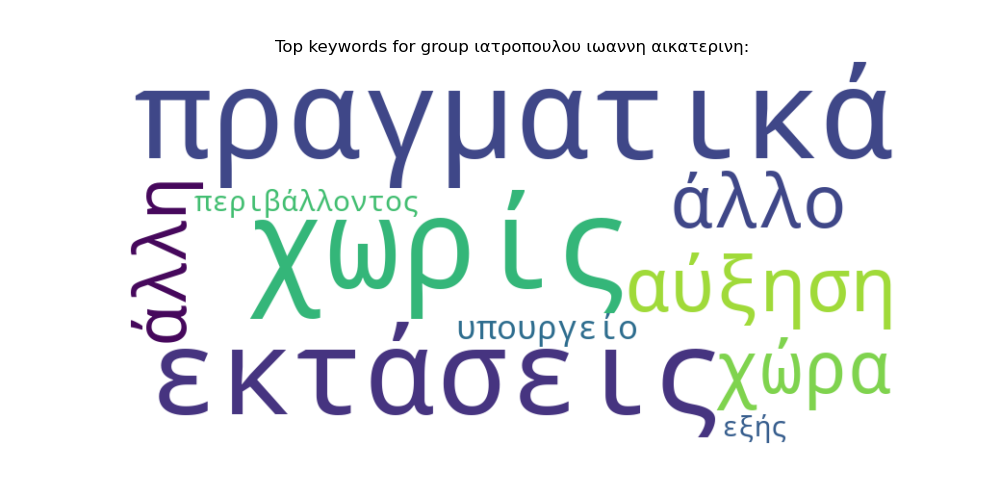 Top keywords for group ιατροπουλου ιωαννη αικατερινη:
πραγματικά
άλλη
περιβάλλοντος
άλλο
χωρίς
αύξηση
υπουργείο
εκτάσεις
χώρα
εξής